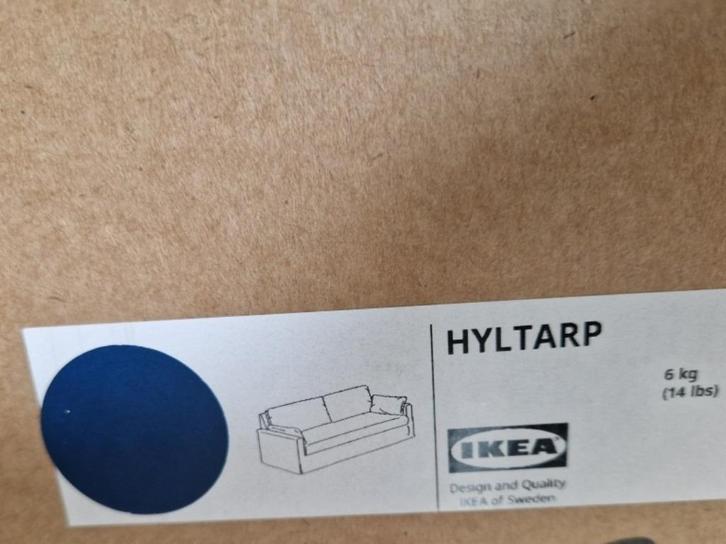 HYLTARP
6 kg
(14 lbs)
IKEA
Design and Quality
IKEA of Sweden